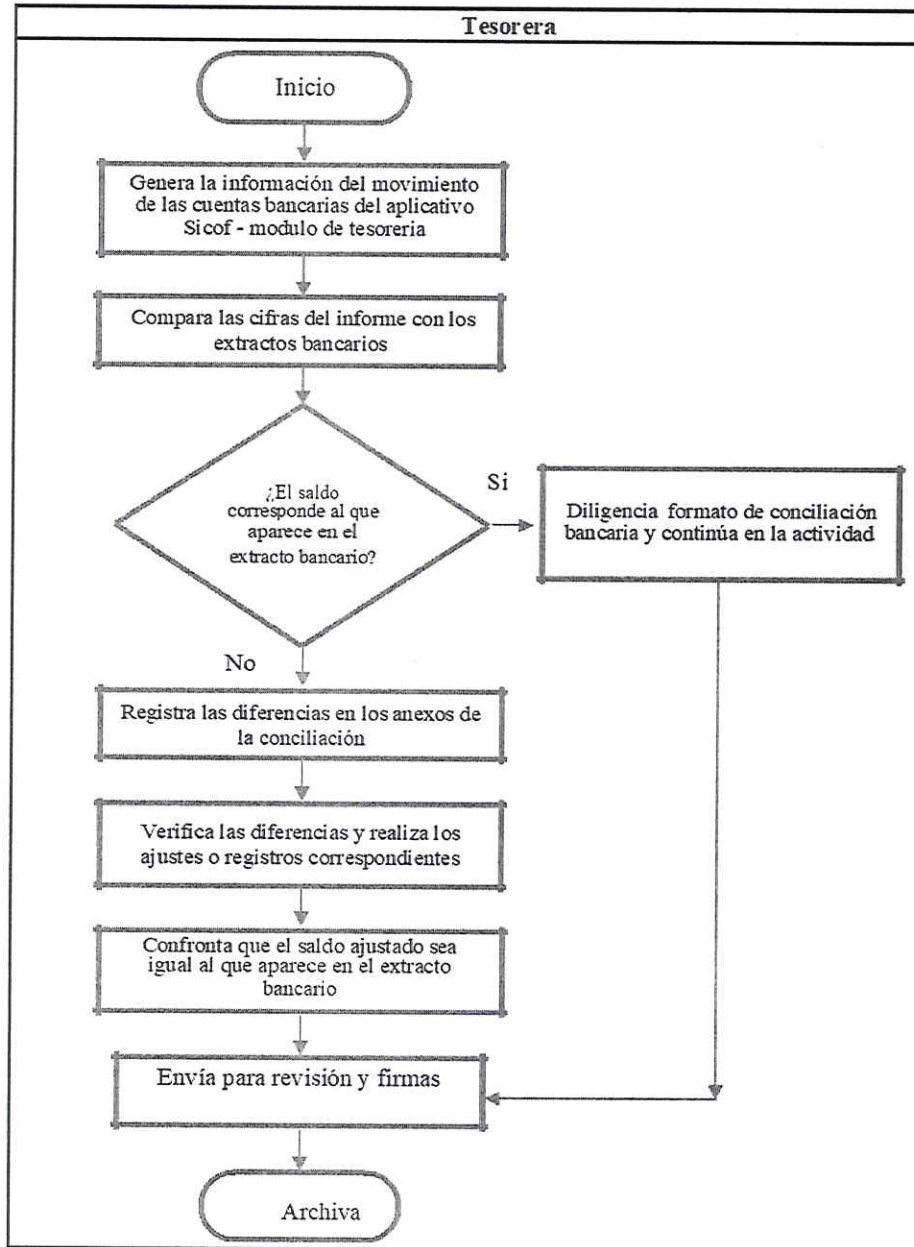 Tesorera
Inicio
Genera la información del movimiento
de las cuentas bancarias del aplicativo
Sicof - modulo de tesoreria
Compara las cifras del informe con los
extractos bancarios
¿El saldo
corresponde al que
aparece en el
extracto bancario?
Si
Diligencia formato de conciliación
bancaria y continúa en la actividad
No
Registra las diferencias en los anexos de
la conciliación
Verifica las diferencias y realiza los
ajustes o registros correspondientes
Confronta que el saldo ajustado sea
igual al que aparece en el extracto
bancario
Envía para revisión y firmas
Archiva